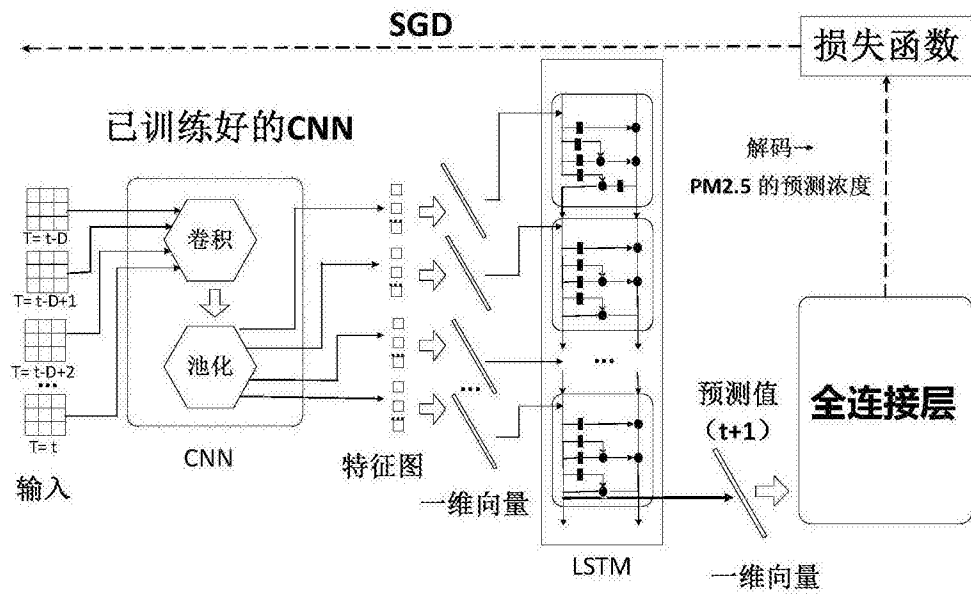 SGD
损失函数
已训练好的CNN
解码→
PM2.5 的预测浓度
T= t-D
卷积
T= t-D+1
T= t-D+2
...
池化
...
...
T= t
CNN
输入
特征图
一维向量
LSTM
预测值
（t+1）
全连接层
一维向量